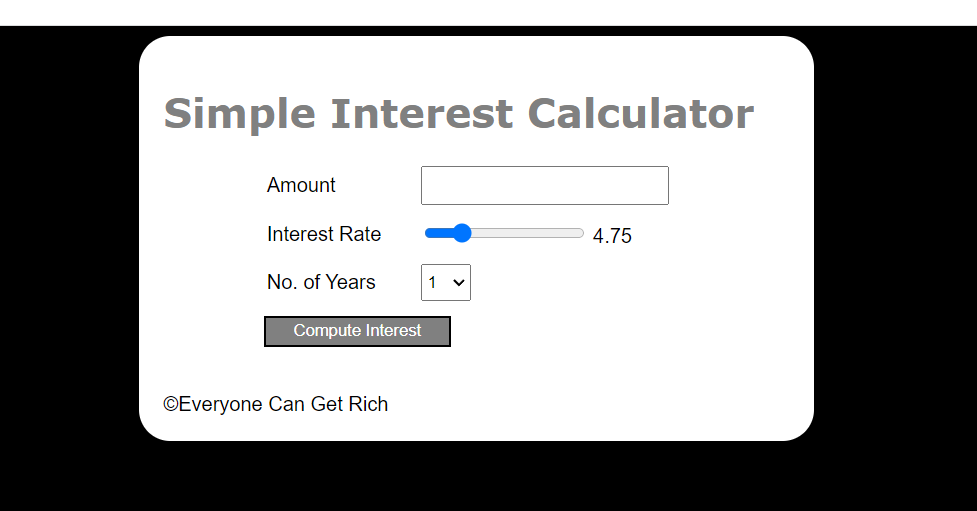 Simple Interest Calculator
Amount
Interest Rate 4.75
No. of Years 1
Compute Interest
©Everyone Can Get Rich